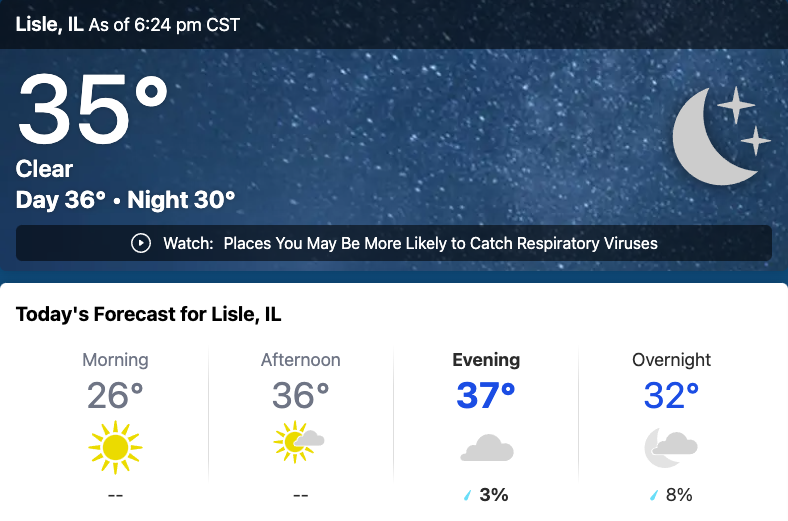 Lisle, IL As of 6:24 pm CST
35°
Clear
Day 36° • Night 30°
Watch: Places You May Be More Likely to Catch Respiratory Viruses
Today's Forecast for Lisle, IL
Morning Afternoon Evening Overnight
26° 36° 37° 32°
-- -- 3% 8%